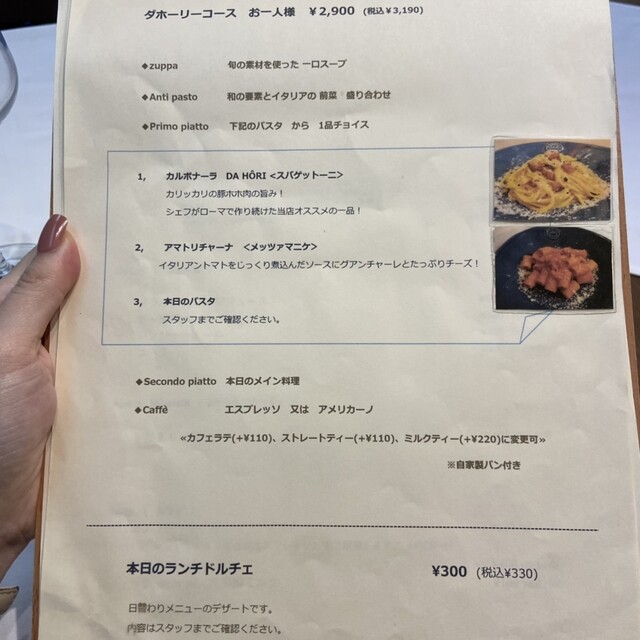 ダホーリーコース お一人様 ¥2,900 (税込¥3,190)
◆zuppa 旬の素材を使った 一口スープ
◆Anti pasto 和の要素とイタリアの 前菜 盛り合わせ
◆Primo piatto 下記のパスタ から 1品チョイス
1, カルボナーラ DA HÔRI <スパゲットーニ>
カリッカリの豚ホホ肉の旨み！
シェフがローマで作り続けた当店オススメの一品！
2, アマトリチャーナ <メッツァマニケ>
イタリアントマトをじっくり煮込んだソースにグアンチャーレとたっぷりチーズ！
3, 本日のパスタ
スタッフまでご確認ください。
◆Secondo piatto 本日のメイン料理
◆Caffè エスプレッソ 又は アメリカーノ
«カフェラテ(+¥110)、ストレートティー(+¥110)、ミルクティー(+¥220)に変更可»
※自家製パン付き
本日のランチドルチェ ¥300 (税込¥330)
日替わりメニューのデザートです。
内容はスタッフまでご確認ください。